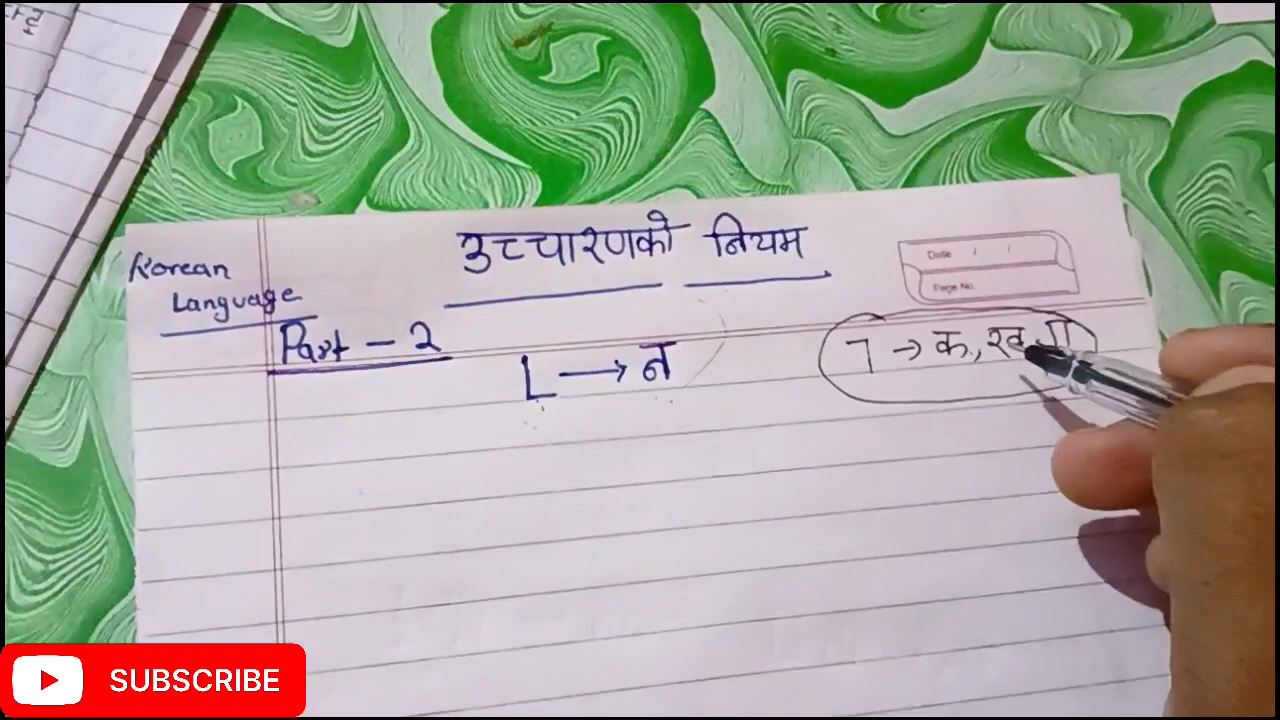 उच्चारणको नियम
Korean
Language
Date / /
Page No
Part - 2
ㄴ → न
ㄱ → क, ख, ग
SUBSCRIBE